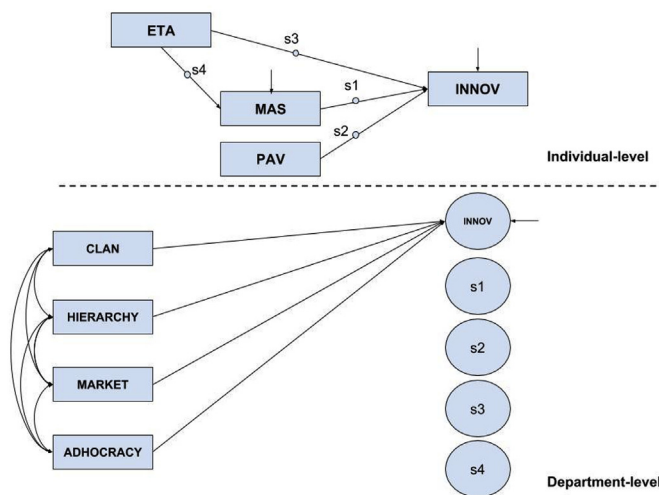 ETA
s3
s4
MAS
s1
INNOV
s2
PAV
Individual-level
INNOV
CLAN
s1
HIERARCHY
s2
MARKET
s3
ADHOCRACY
s4
Department-level